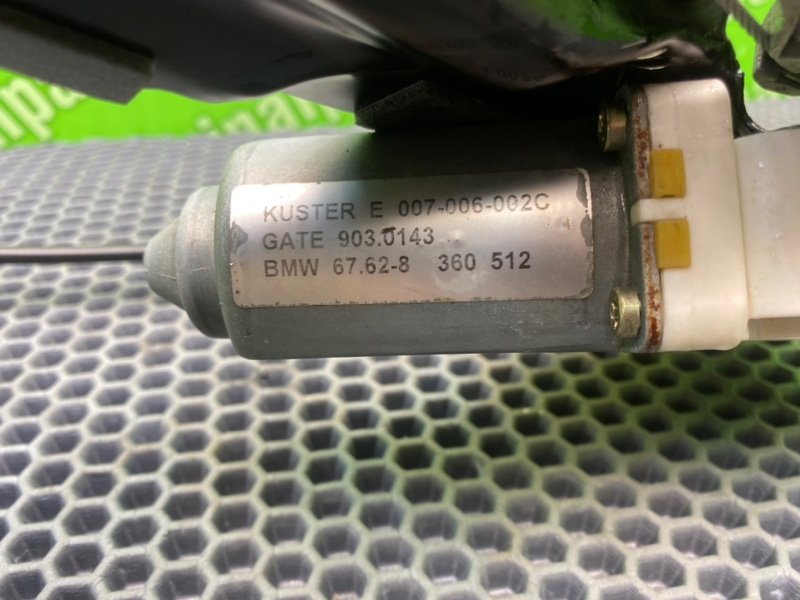 KUSTER E 007-006-002C
GATE 903.0143
BMW 67.62-8 360 512